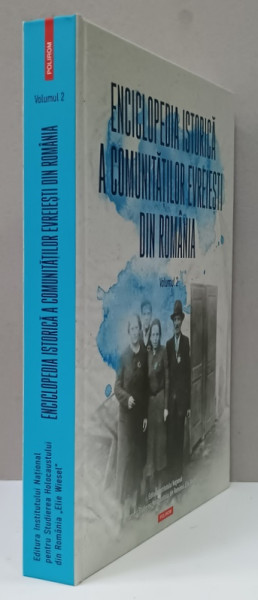 POLIROM
Volumul 2
ENCICLOPEDIA ISTORICĂ A COMUNITĂȚILOR EVREIEȘTI DIN ROMÂNIA
Editura Institutului Național
pentru Studierea Holocaustului
din România „Elie Wiesel”
ENCICLOPEDIA ISTORICĂ
A COMUNITĂȚILOR EVREIEȘTI
DIN ROMÂNIA
Volumul 2
POLIROM